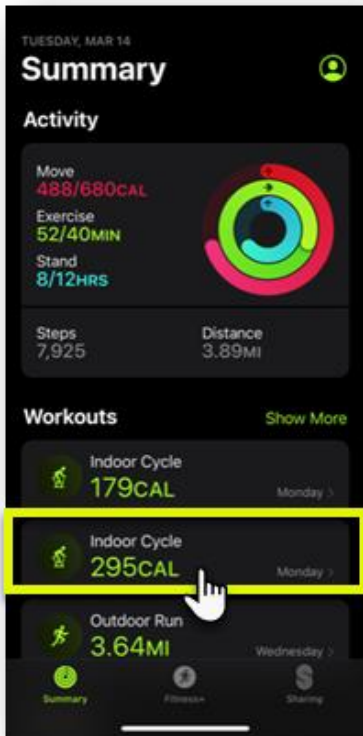 TUESDAY, MAR 14
Summary
Activity
Move
488/680CAL
Exercise
52/40MIN
Stand
8/12HRS
Steps
7,925
Distance
3.89MI
Workouts
Show More
Indoor Cycle
179CAL
Monday
Indoor Cycle
295CAL
Monday
Outdoor Run
3.64MI
Wednesday
Summary
Fitness+
Sharing